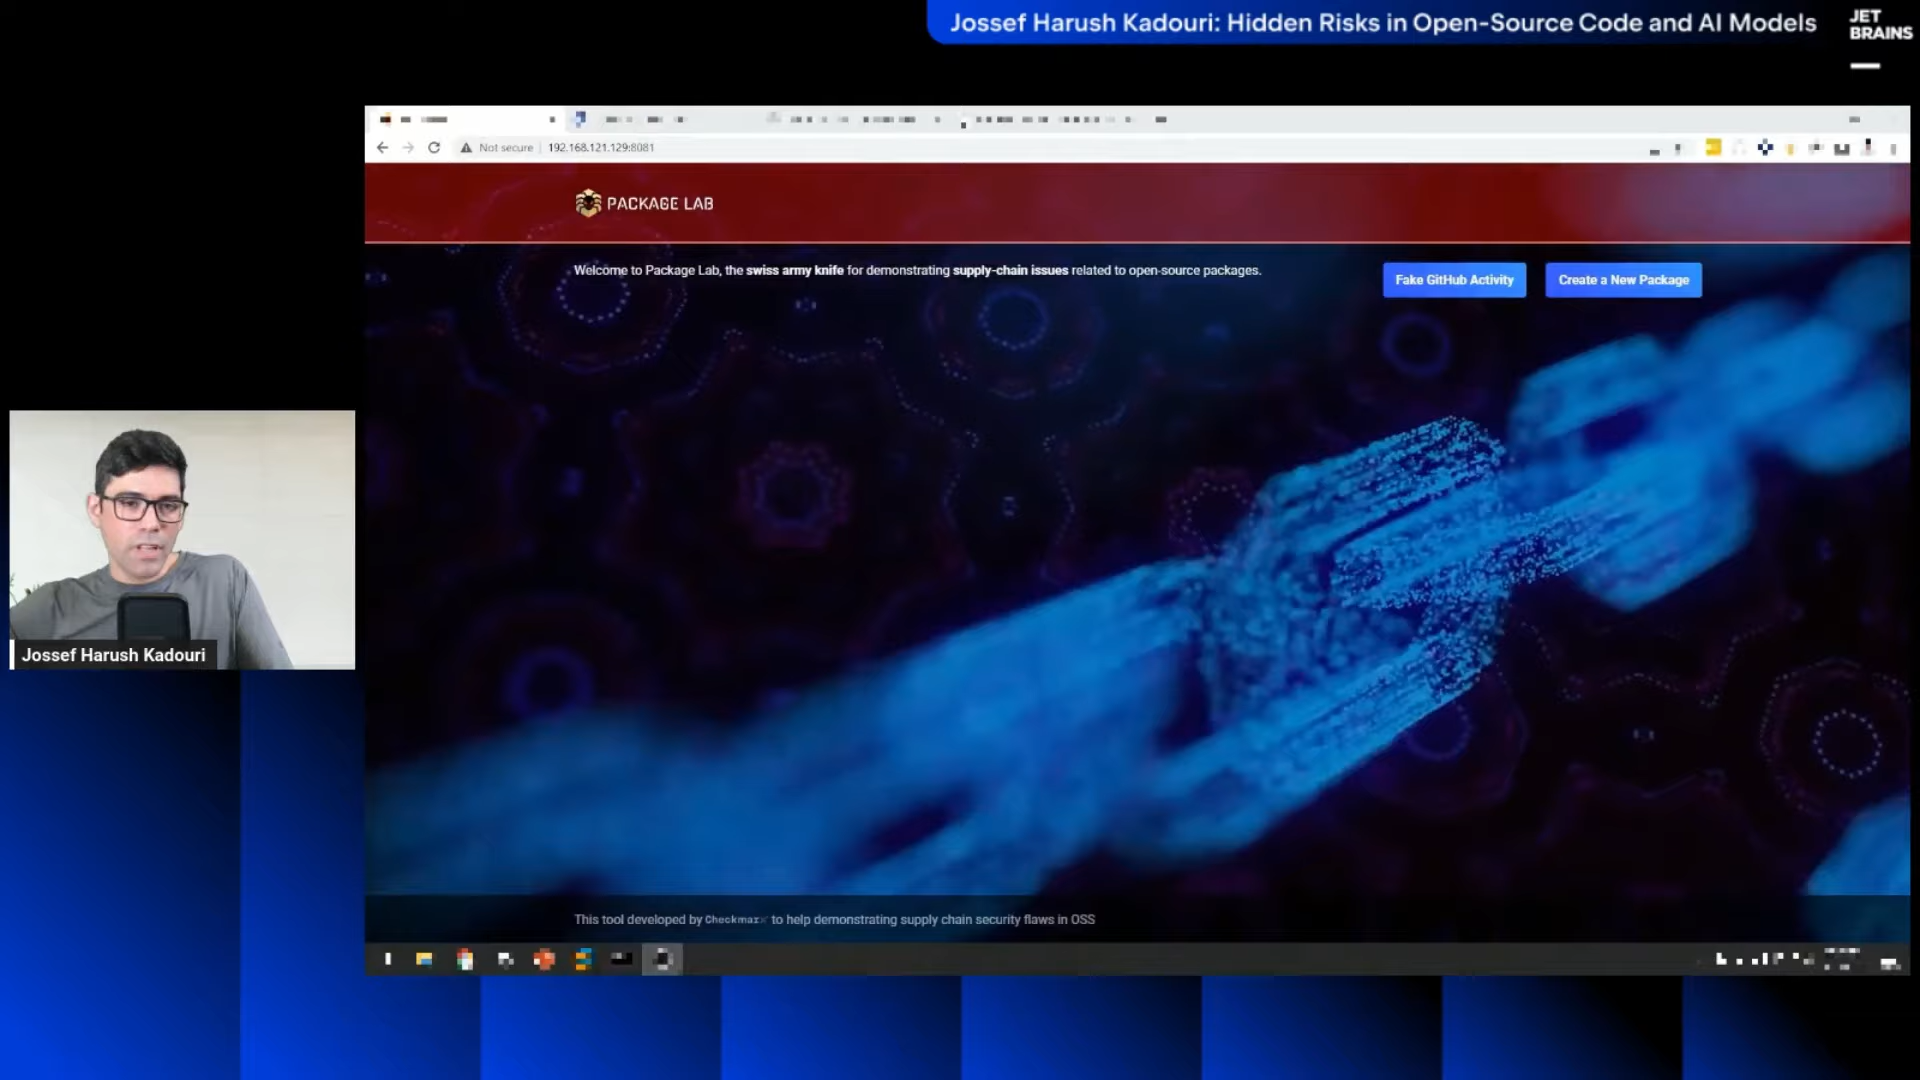 Jossef Harush Kadouri: Hidden Risks in Open-Source Code and AI Models
JET
BRAINS
Not secure
192.168.121.129:8081
PACKAGE LAB
Welcome to Package Lab, the swiss army knife for demonstrating supply-chain issues related to open-source packages.
Fake GitHub Activity
Create a New Package
Jossef Harush Kadouri
This tool developed by Checkmarx to help demonstrating supply chain security flaws in OSS